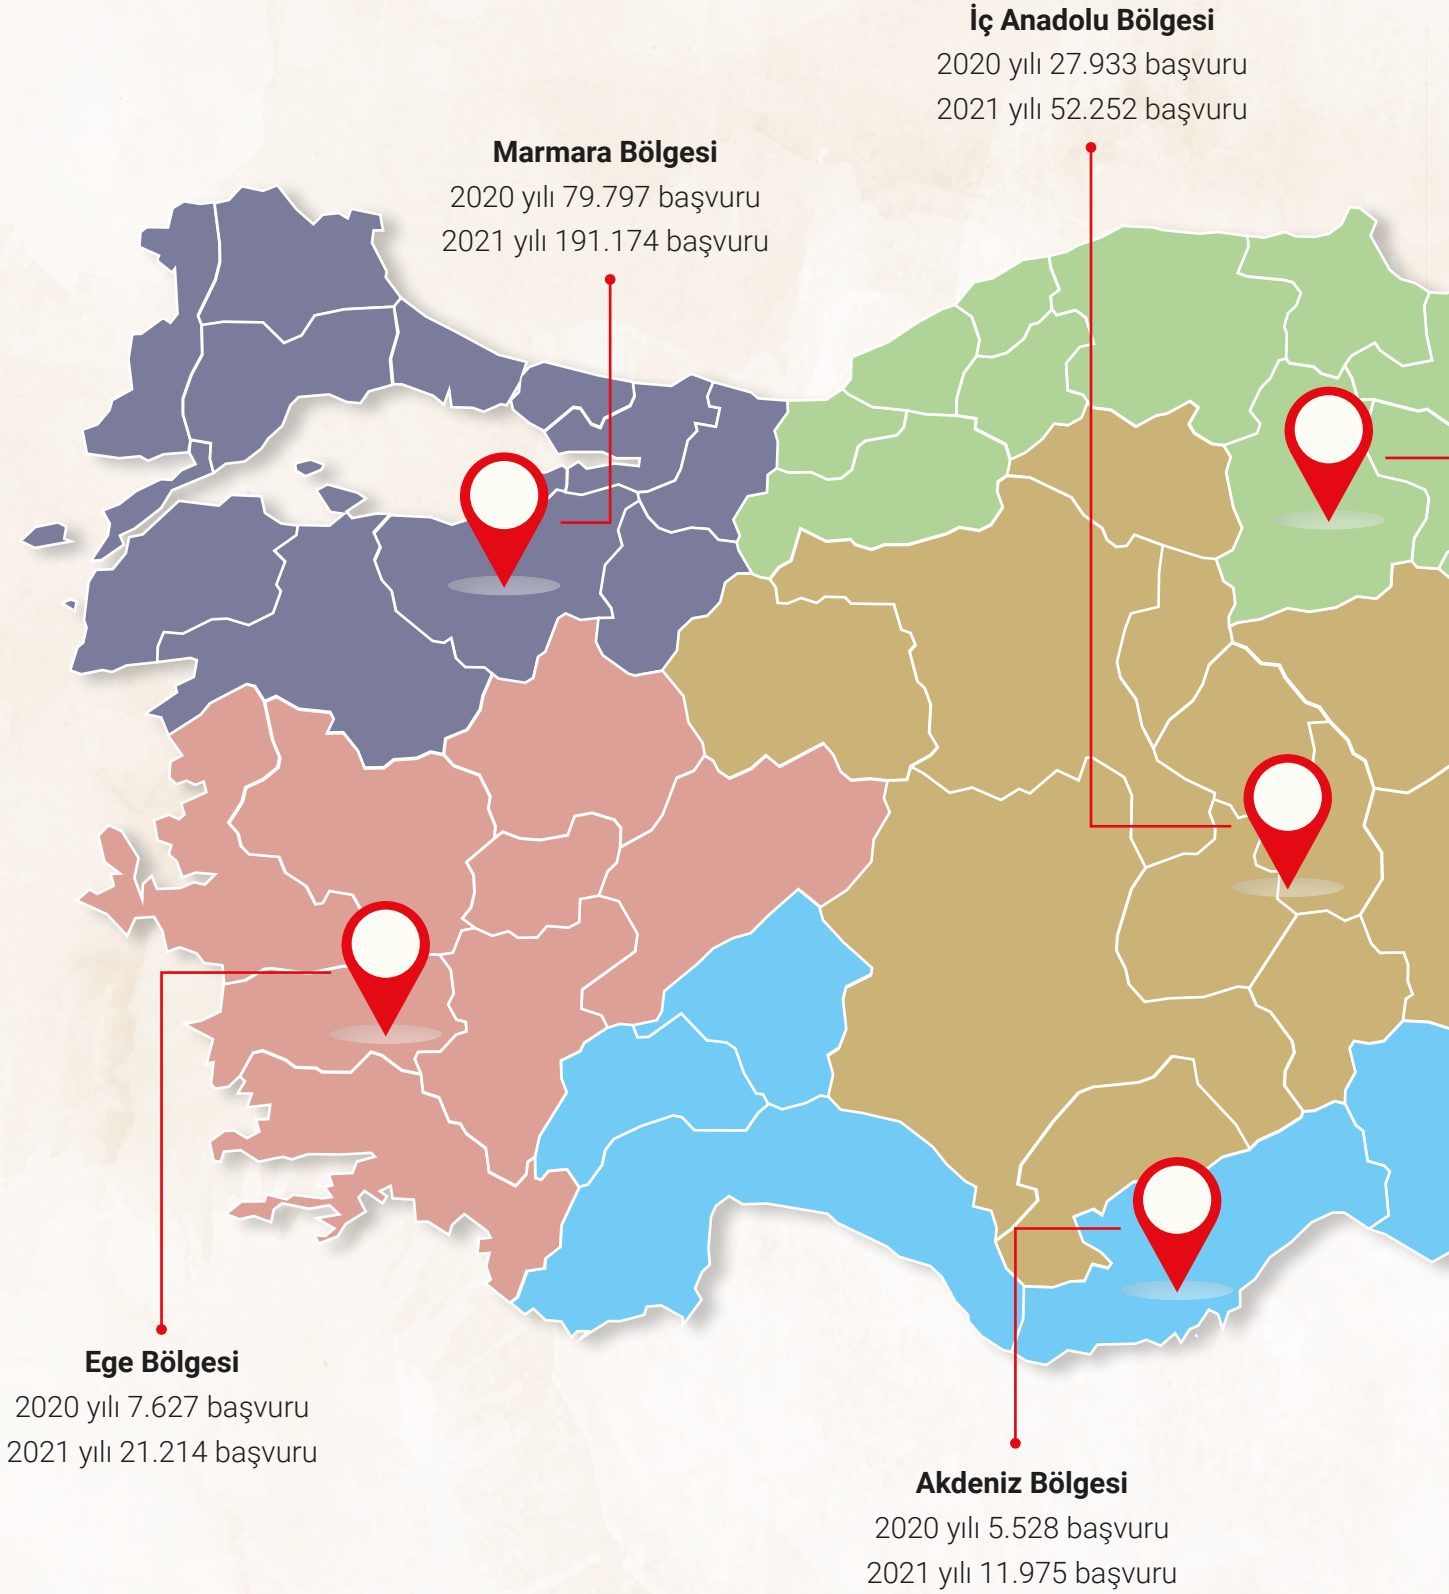 İç Anadolu Bölgesi
2020 yılı 27.933 başvuru
2021 yılı 52.252 başvuru
Marmara Bölgesi
2020 yılı 79.797 başvuru
2021 yılı 191.174 başvuru
Ege Bölgesi
2020 yılı 7.627 başvuru
2021 yılı 21.214 başvuru
Akdeniz Bölgesi
2020 yılı 5.528 başvuru
2021 yılı 11.975 başvuru